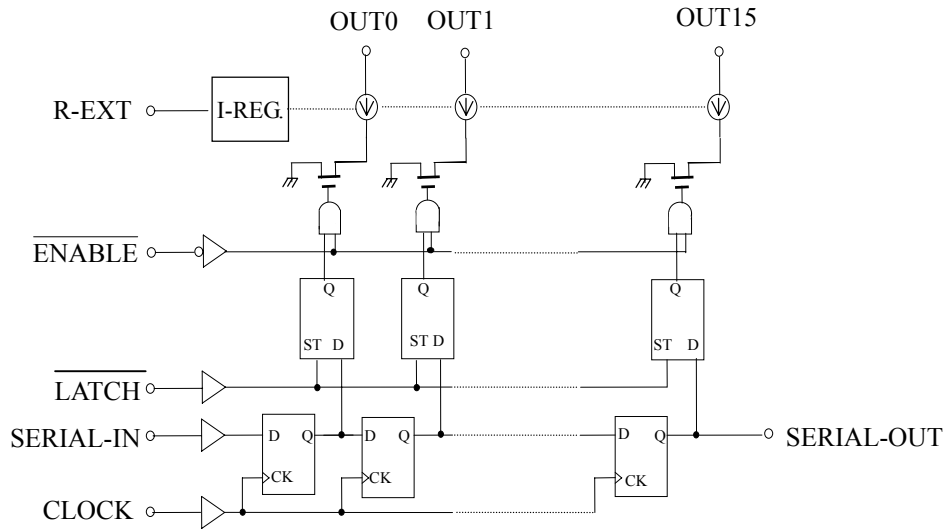 OUT0 OUT1 OUT15
R-EXT I-REG.
ENABLE
Q Q Q
ST D ST D ST D
LATCH
SERIAL-IN D Q D Q D Q SERIAL-OUT
CK CK CK
CLOCK